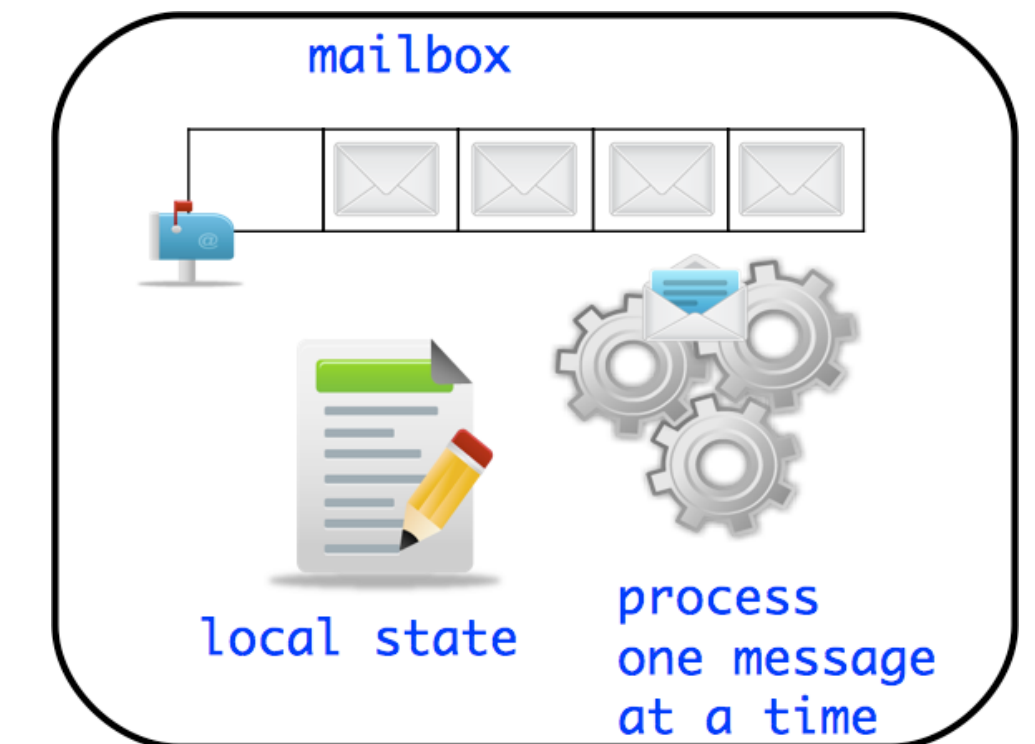 mailbox
@
local state
process
one message
at a time